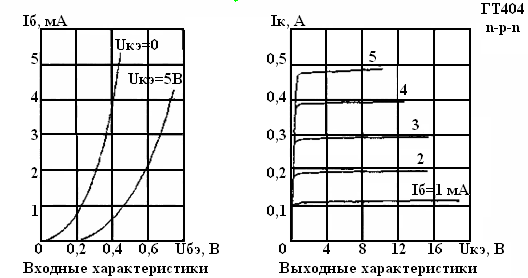 ГТ404
n-p-n
Iб, мА
Uкэ=0
Uкэ=5В
5
4
3
2
1
0 0,2 0,4 0,6 Uбэ, В
Входные характеристики
Iк, А
0,5
0,4
0,3
0,2
0,1
5
4
3
2
Iб=1 мА
0 4 8 12 16 Uкэ, В
Выходные характеристики